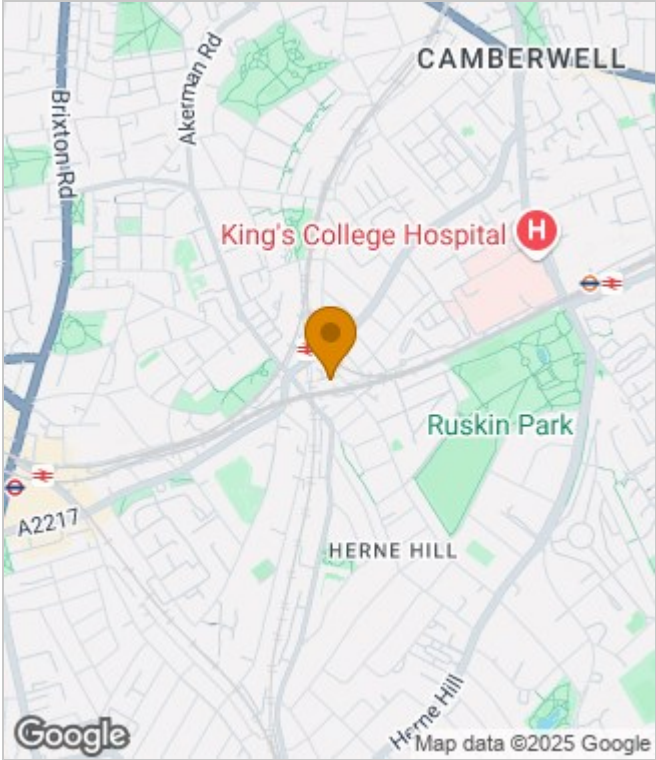 CAMBERWELL
Akerman Rd
Brixton Rd
King's College Hospital
H
Ruskin Park
A2217
HERNE HILL
Herne Hill
Google
Map data ©2025 Google